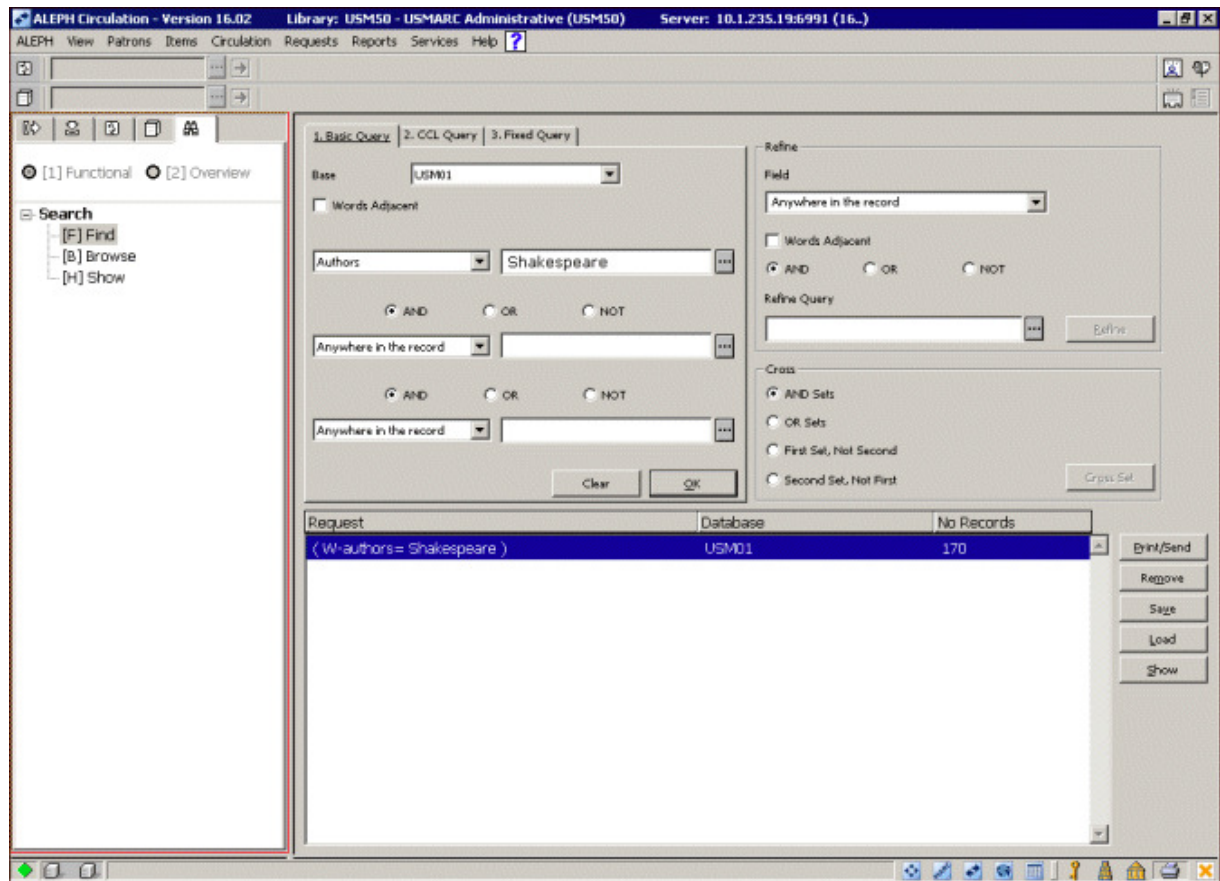 ALEPH Circulation - Version 16.02 Library: USM50 - USMARC Administrative (USM50) Server: 10.1.235.19:6991 (16..)
ALEPH View Patrons Items Circulation Requests Reports Services Help ?
[1] Functional [2] Overview
Search
[F] Find
[B] Browse
[H] Show
1. Basic Query 2. CCL Query 3. Fixed Query
Base USM01
Words Adjacent
Authors Shakespeare ...
AND OR NOT
Anywhere in the record ...
AND OR NOT
Anywhere in the record ...
Clear OK
Refine
Field
Anywhere in the record
Words Adjacent
AND OR NOT
Refine Query
... Refine
Cross
AND Sets
OR Sets
First Set, Not Second
Second Set, Not First Cross Set
Request Database No Records
( W-authors= Shakespeare ) USM01 170
Print/Send
Remove
Save
Load
Show